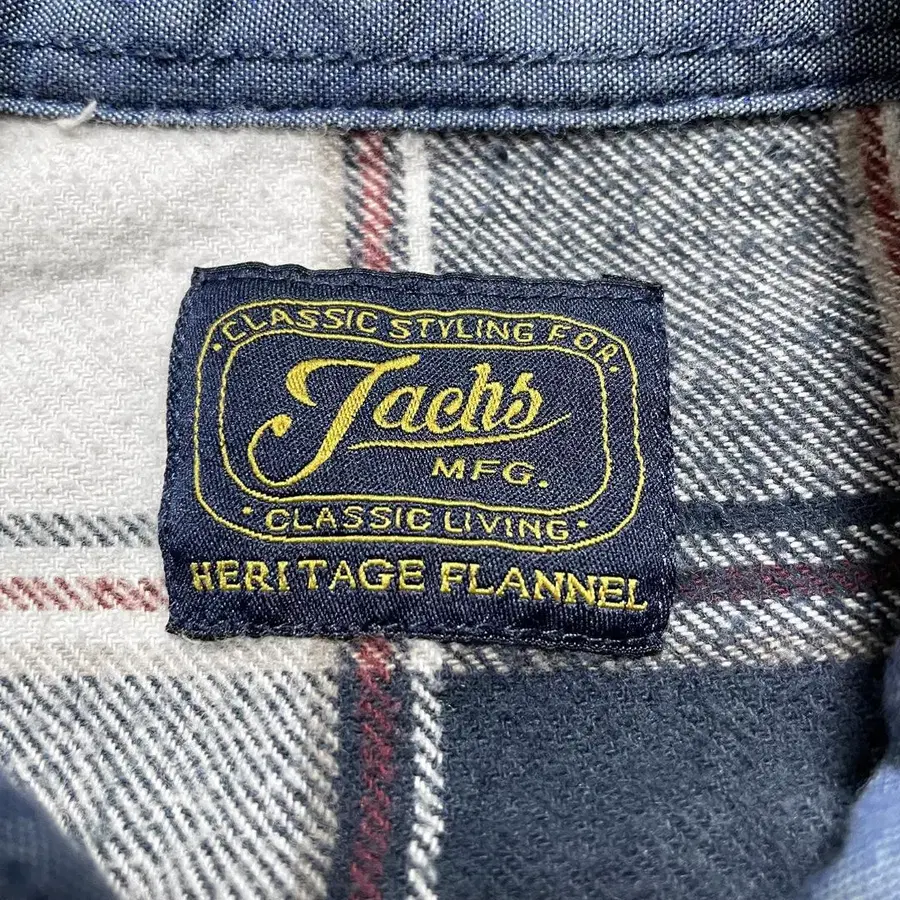 ·CLASSIC STYLING FOR·
Jachs
MFG.
·CLASSIC LIVING·
HERITAGE FLANNEL